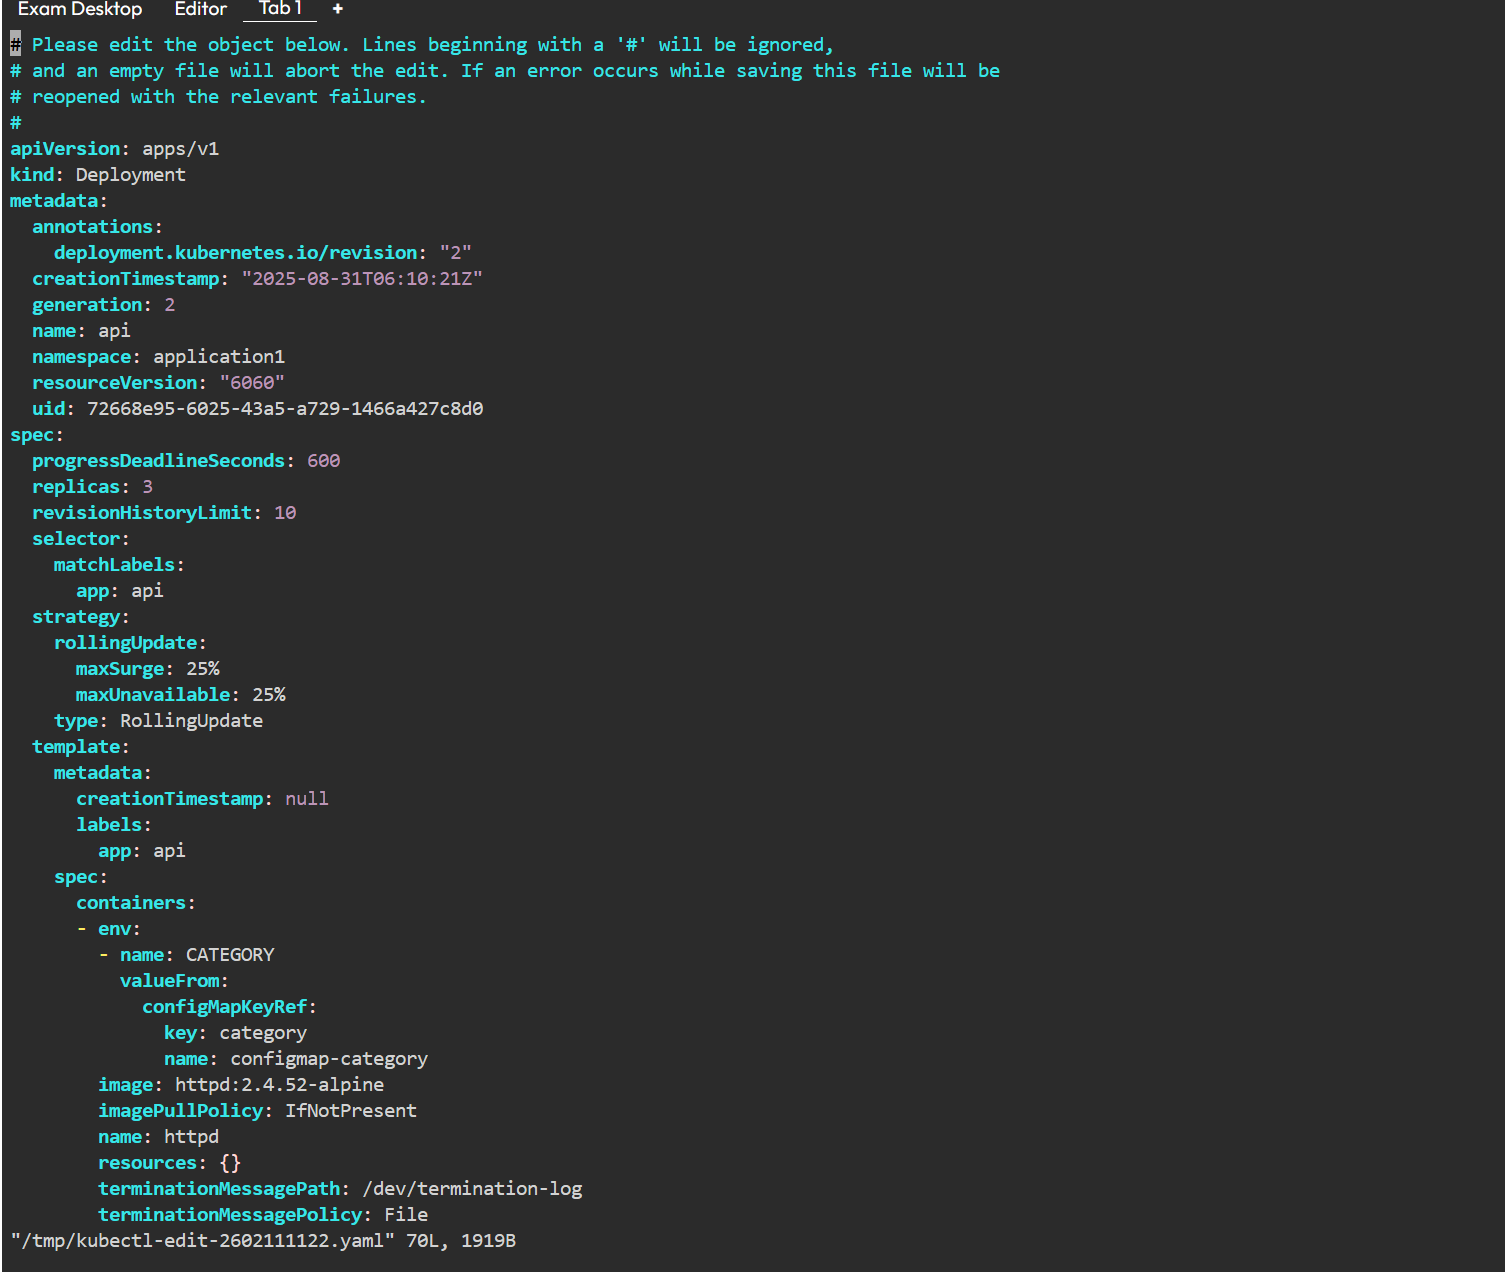 Exam Desktop Editor Tab 1 +
# Please edit the object below. Lines beginning with a '#' will be ignored,
# and an empty file will abort the edit. If an error occurs while saving this file will be
# reopened with the relevant failures.
#
apiVersion: apps/v1
kind: Deployment
metadata:
  annotations:
    deployment.kubernetes.io/revision: "2"
  creationTimestamp: "2025-08-31T06:10:21Z"
  generation: 2
  name: api
  namespace: application1
  resourceVersion: "6060"
  uid: 72668e95-6025-43a5-a729-1466a427c8d0
spec:
  progressDeadlineSeconds: 600
  replicas: 3
  revisionHistoryLimit: 10
  selector:
    matchLabels:
      app: api
  strategy:
    rollingUpdate:
      maxSurge: 25%
      maxUnavailable: 25%
    type: RollingUpdate
  template:
    metadata:
      creationTimestamp: null
      labels:
        app: api
    spec:
      containers:
      - env:
        - name: CATEGORY
          valueFrom:
            configMapKeyRef:
              key: category
              name: configmap-category
        image: httpd:2.4.52-alpine
        imagePullPolicy: IfNotPresent
        name: httpd
        resources: {}
        terminationMessagePath: /dev/termination-log
        terminationMessagePolicy: File
"/tmp/kubectl-edit-2602111122.yaml" 70L, 1919B